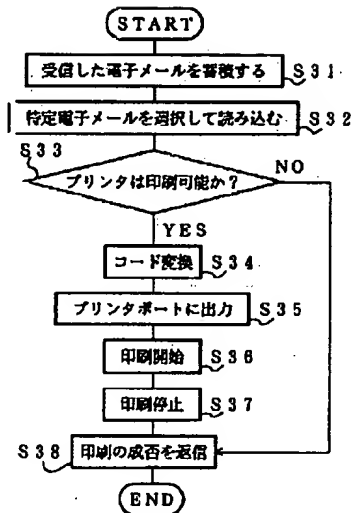 START
受信した電子メールを蓄積する S31
特定電子メールを選択して読み込む S32
S33
プリンタは印刷可能か? NO
YES
コード変換 S34
プリンタポートに出力 S35
印刷開始 S36
印刷停止 S37
S38 印刷の成否を返信
END